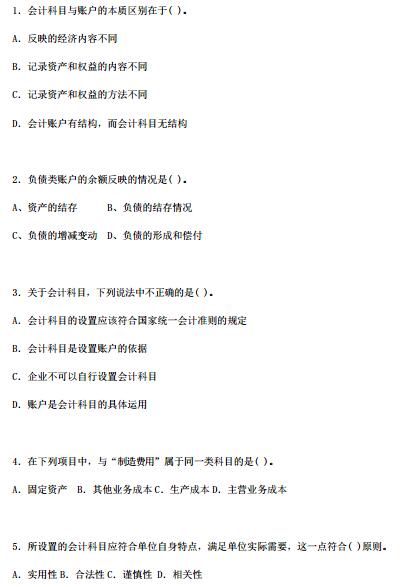 1．会计科目与账户的本质区别在于( )。
A．反映的经济内容不同
B．记录资产和权益的内容不同
C．记录资产和权益的方法不同
D．会计账户有结构，而会计科目无结构
2．负债类账户的余额反映的情况是( )。
A、资产的结存 B、负债的结存情况
C、负债的增减变动 D、负债的形成和偿付
3．关于会计科目，下列说法中不正确的是( )。
A．会计科目的设置应该符合国家统一会计准则的规定
B．会计科目是设置账户的依据
C．企业不可以自行设置会计科目
D．账户是会计科目的具体运用
4．在下列项目中，与“制造费用”属于同一类科目的是( )。
A．固定资产 B．其他业务成本 C．生产成本 D．主营业务成本
5．所设置的会计科目应符合单位自身特点，满足单位实际需要，这一点符合( )原则。
A．实用性 B．合法性 C．谨慎性 D．相关性